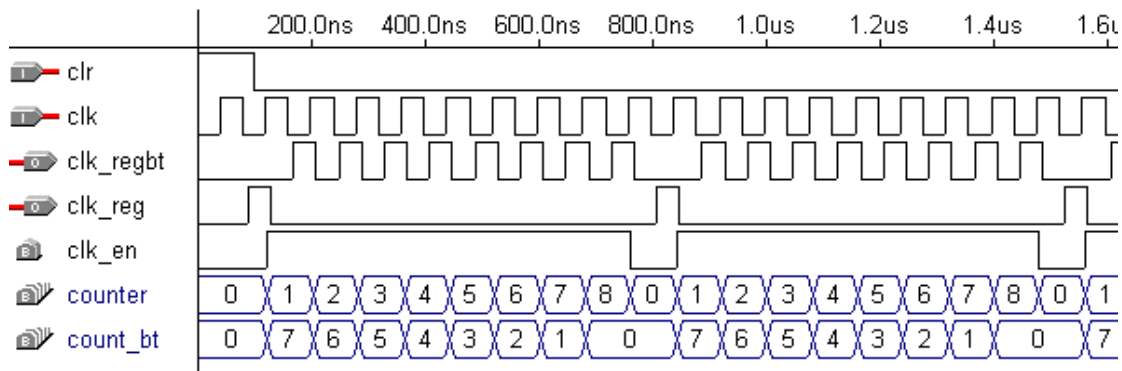 200.0ns 400.0ns 600.0ns 800.0ns 1.0us 1.2us 1.4us 1.6u
I clr
I clk
O clk_regbt
O clk_reg
B clk_en
B counter 0 1 2 3 4 5 6 7 8 0 1 2 3 4 5 6 7 8 0 1
B count_bt 0 7 6 5 4 3 2 1 0 7 6 5 4 3 2 1 0 7